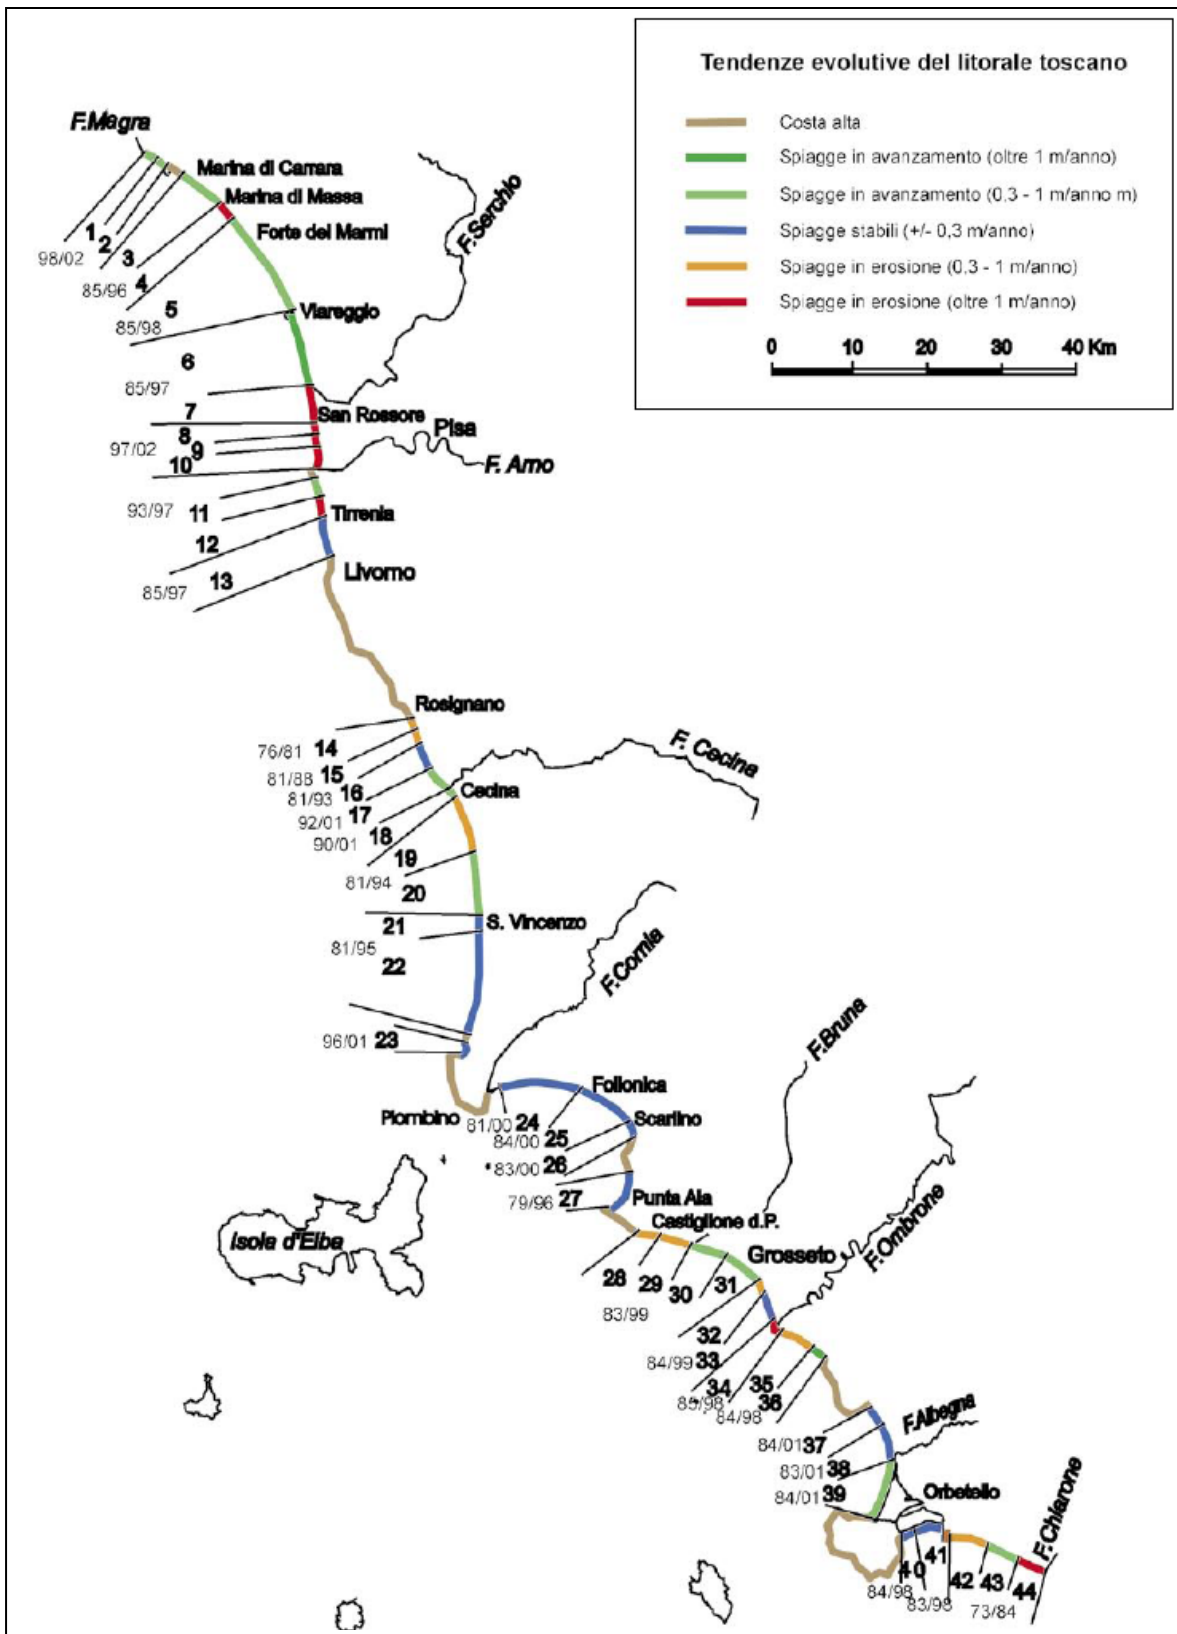 Tendenze evolutive del litorale toscano
Costa alta
Spiagge in avanzamento (oltre 1 m/anno)
Spiagge in avanzamento (0,3 - 1 m/anno m)
Spiagge stabili (+/- 0,3 m/anno)
Spiagge in erosione (0,3 - 1 m/anno)
Spiagge in erosione (oltre 1 m/anno)
0 10 20 30 40 Km
F.Magra
Marina di Carrara
Marina di Massa
Forte dei Marmi
F.Serchio
1
2
98/02
3
4
85/96
5
85/98
Viareggio
6
85/97
7
San Rossore
Pisa
8
97/02
9
10
F. Arno
93/97
11
Tirrenia
12
13
85/97
Livorno
Rosignano
76/81 14
81/88 15
81/93 16
F. Cecina
Cecina
92/01 17
90/01 18
19
81/94
20
21
S. Vincenzo
81/95
22
F.Cornia
96/01 23
F.Bruna
Follonica
Piombino
81/00 24
Scarlino
84/00 25
83/00 26
79/96 27
Punta Ala
Castiglione d.P.
Isola d'Elba
Grosseto
F.Ombrone
28
29
30
31
83/99
32
84/99 33
34
35
36
84/98
84/01 37
F.Albegna
83/01 38
84/01 39
Orbetello
F.Chiarone
40
41
42
43
44
84/98
83/98
73/84